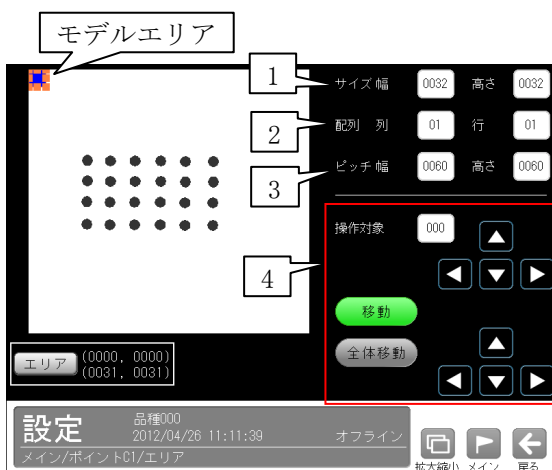 モデルエリア
1
サイズ 幅 0032 高さ 0032
2
配列 列 01 行 01
3
ピッチ 幅 0060 高さ 0060
4
操作対象 000
移動
全体移動
エリア (0000, 0000)
(0031, 0031)
設定 品種000
2012/04/26 11:11:39 オフライン
メイン/ポイントC1/エリア
拡大縮小 メイン 戻る